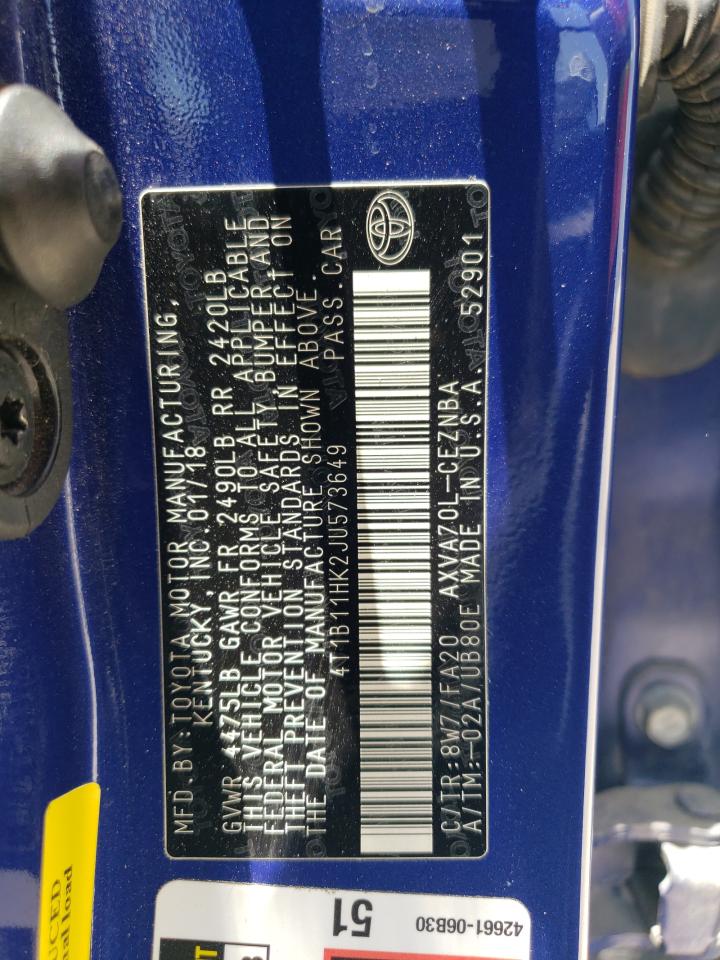 MFD.BY:TOYOTA MOTOR MANUFACTURING,
KENTUCKY, INC. 01/18
GVWR 4475LB GAWR FR 2490LB RR 2420LB
THIS VEHICLE CONFORMS TO ALL APPLICABLE
FEDERAL MOTOR VEHICLE SAFETY, BUMPER, AND
THEFT PREVENTION STANDARDS IN EFFECT ON
THE DATE OF MANUFACTURE SHOWN ABOVE.
4T1B11HK2JU573649 PASS.CAR
C/TR:8W7/FA20 AXVA70L-CEZNBA
A/TM:-02A/UB80E MADE IN U.S.A. 52901
51
42661-06B30
load